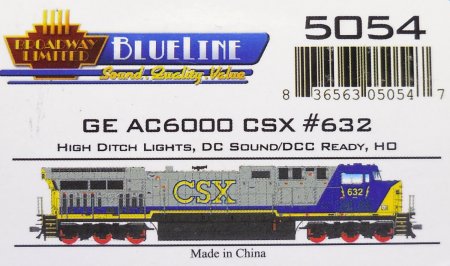 BROADWAY
LIMITED
BLUELINE
Sound. Quality. Value
5054
8 36563 05054 7
GE AC6000 CSX #632
HIGH DITCH LIGHTS, DC SOUND/DCC READY, HO
CSX
632
Made in China